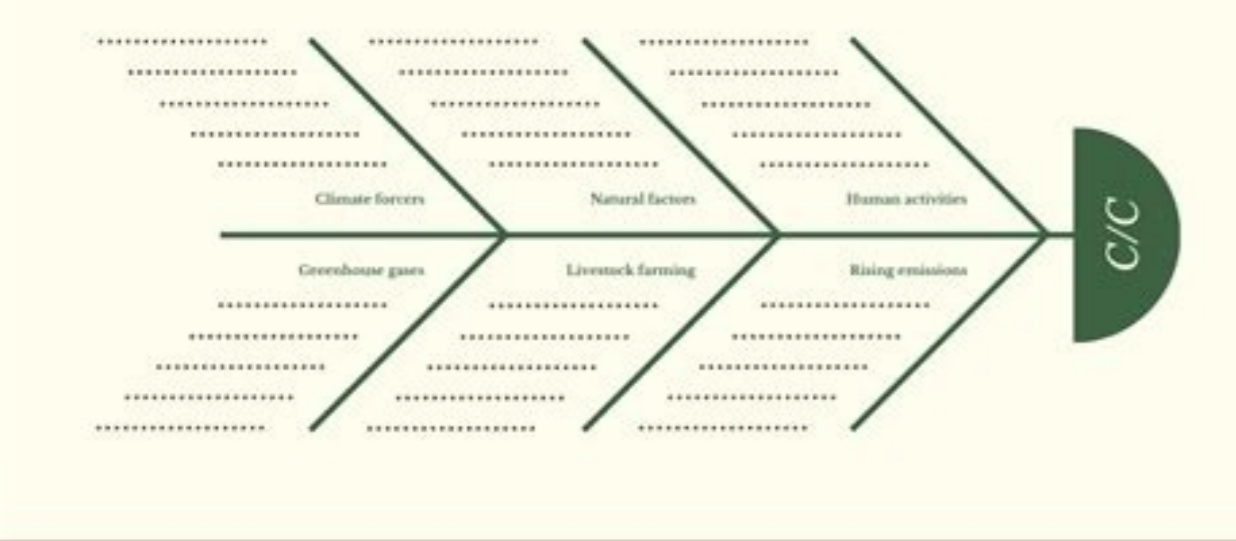 Climate forcers
Natural factors
Human activities
C/C
Greenhouse gases
Livestock farming
Rising emissions